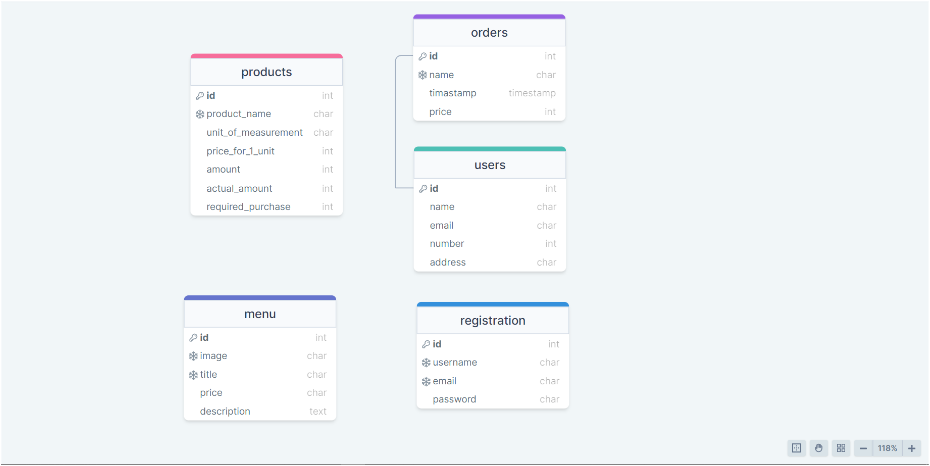 orders
id int
name char
timastamp timestamp
price int
products
id int
product_name char
unit_of_measurement char
price_for_1_unit int
amount int
actual_amount int
required_purchase int
users
id int
name char
email char
number int
address char
menu
id int
image char
title char
price char
description text
registration
id int
username char
email char
password char
118%